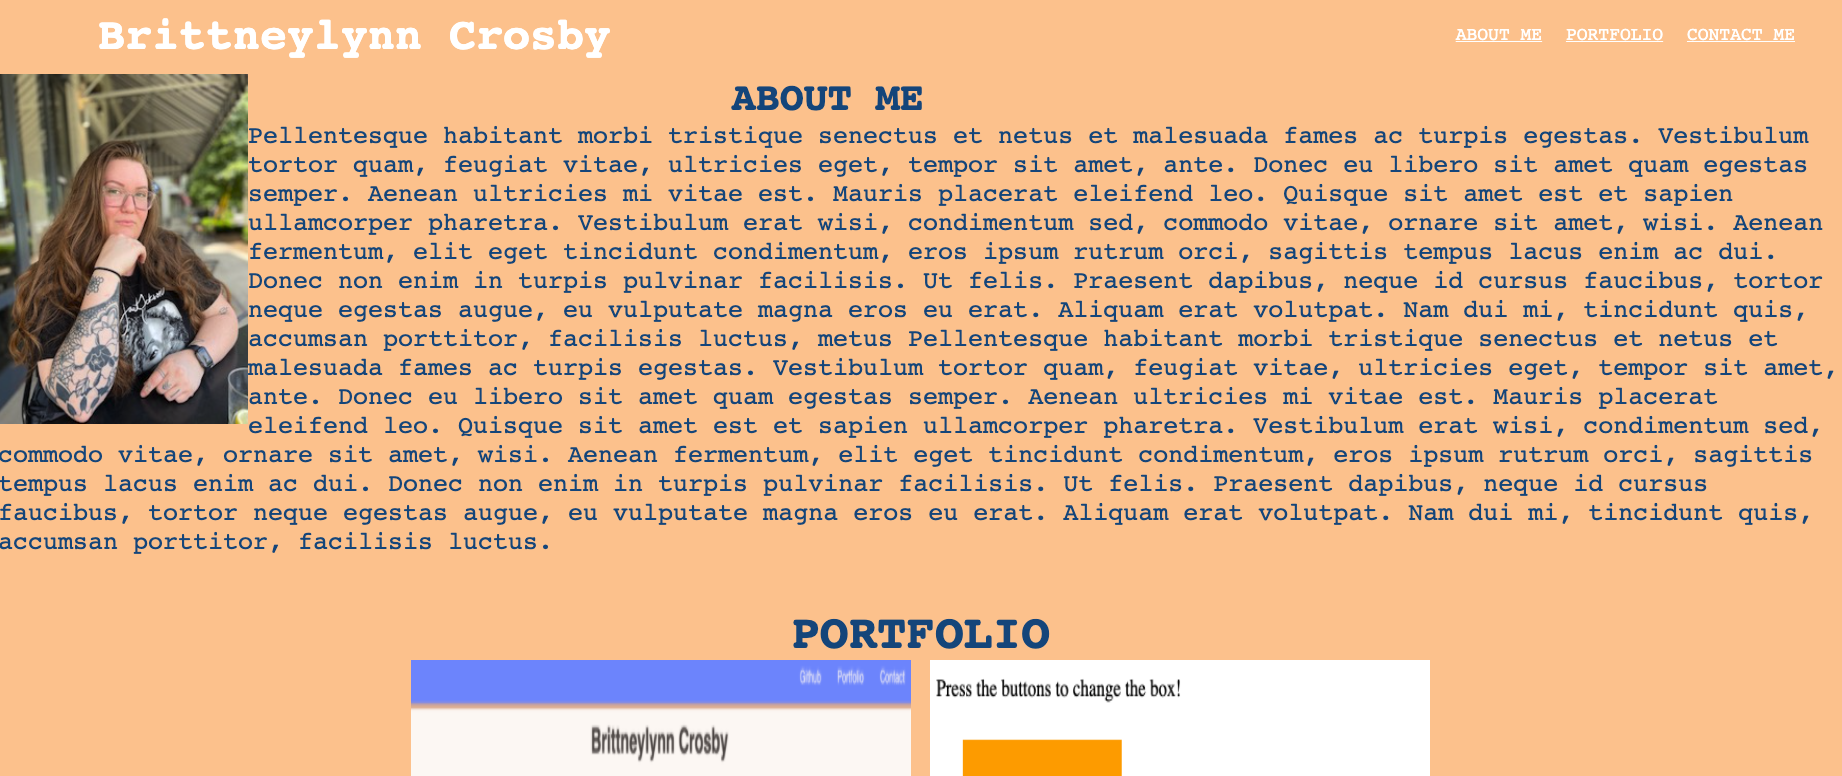 Brittneylynn Crosby
ABOUT ME PORTFOLIO CONTACT ME
ABOUT ME
Pellentesque habitant morbi tristique senectus et netus et malesuada fames ac turpis egestas. Vestibulum
tortor quam, feugiat vitae, ultricies eget, tempor sit amet, ante. Donec eu libero sit amet quam egestas
semper. Aenean ultricies mi vitae est. Mauris placerat eleifend leo. Quisque sit amet est et sapien
ullamcorper pharetra. Vestibulum erat wisi, condimentum sed, commodo vitae, ornare sit amet, wisi. Aenean
fermentum, elit eget tincidunt condimentum, eros ipsum rutrum orci, sagittis tempus lacus enim ac dui.
Donec non enim in turpis pulvinar facilisis. Ut felis. Praesent dapibus, neque id cursus faucibus, tortor
neque egestas augue, eu vulputate magna eros eu erat. Aliquam erat volutpat. Nam dui mi, tincidunt quis,
accumsan porttitor, facilisis luctus, metus Pellentesque habitant morbi tristique senectus et netus et
malesuada fames ac turpis egestas. Vestibulum tortor quam, feugiat vitae, ultricies eget, tempor sit amet,
ante. Donec eu libero sit amet quam egestas semper. Aenean ultricies mi vitae est. Mauris placerat
eleifend leo. Quisque sit amet est et sapien ullamcorper pharetra. Vestibulum erat wisi, condimentum sed,
commodo vitae, ornare sit amet, wisi. Aenean fermentum, elit eget tincidunt condimentum, eros ipsum rutrum orci, sagittis
tempus lacus enim ac dui. Donec non enim in turpis pulvinar facilisis. Ut felis. Praesent dapibus, neque id cursus
faucibus, tortor neque egestas augue, eu vulputate magna eros eu erat. Aliquam erat volutpat. Nam dui mi, tincidunt quis,
accumsan porttitor, facilisis luctus.
PORTFOLIO
Github Portfolio Contact
Brittneylynn Crosby
Press the buttons to change the box!